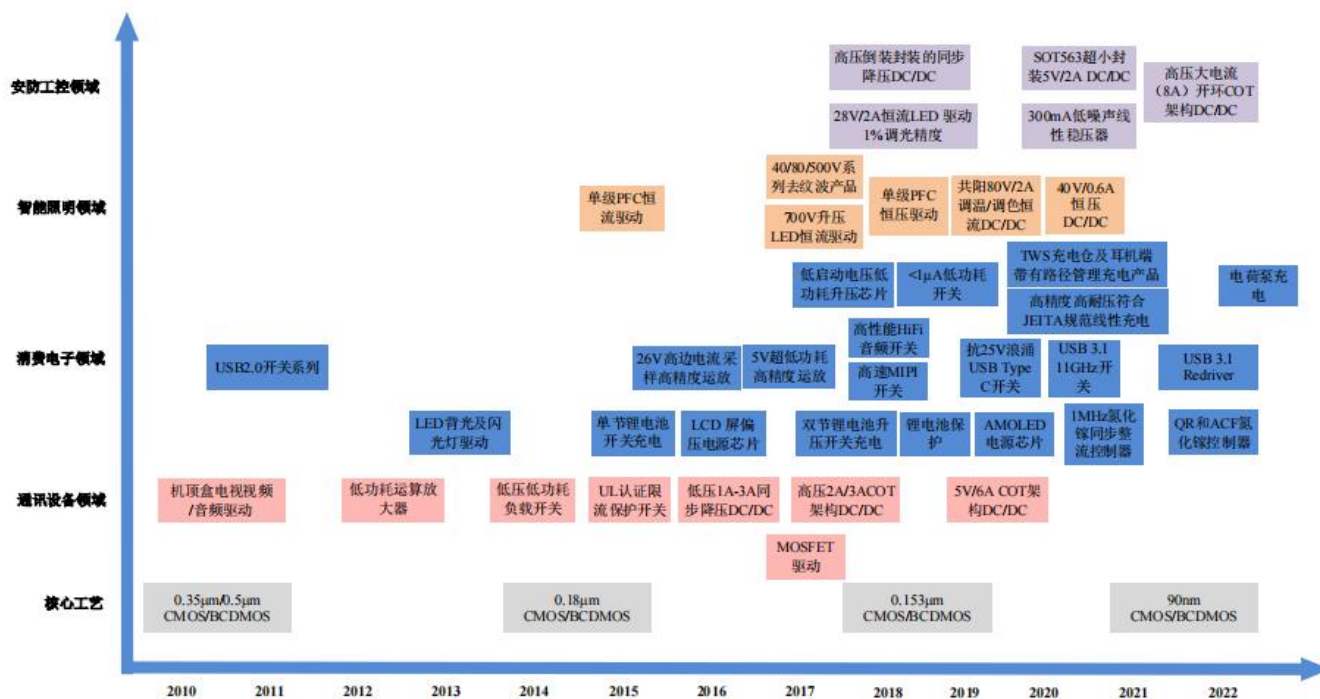 安防工控领域
高压倒装封装的同步
降压DC/DC
SOT563超小封
装5V/2A DC/DC
高压大电流
（8A）开环COT
架构DC/DC
28V/2A恒流LED 驱动
1%调光精度
300mA低噪声线
性稳压器
智能照明领域
单级PFC恒
流驱动
40/80/500V系
列去纹波产品
700V升压
LED恒流驱动
单级PFC
恒压驱动
共阳80V/2A
调温/调色恒
流DC/DC
40V/0.6A
恒压
DC/DC
消费电子领域
低启动电压低
功耗升压芯片
<1μA低功耗
开关
TWS充电仓及耳机端
带有路径管理充电产品
高精度高耐压符合
JEITA规范线性充电
电荷泵充
电
USB2.0开关系列
26V高边电流采
样高精度运放
5V超低功耗
高精度运放
高性能HiFi
音频开关
高速MIPI
开关
抗25V浪涌
USB Type
C开关
USB 3.1
11GHz开
关
USB 3.1
Redriver
LED背光及闪
光灯驱动
单节锂电池
开关充电
LCD 屏偏
压电源芯片
双节锂电池升
压开关充电
锂电池保
护
AMOLED
电源芯片
1MHz氮化
镓同步整
流控制器
QR和ACF氮
化镓控制器
通讯设备领域
机顶盒电视视频
/音频驱动
低功耗运算放
大器
低压低功耗
负载开关
UL认证限
流保护开关
低压1A-3A同
步降压DC/DC
高压2A/3ACOT
架构DC/DC
5V/6A COT架
构DC/DC
MOSFET
驱动
核心工艺
0.35μm/0.5μm
CMOS/BCDMOS
0.18μm
CMOS/BCDMOS
0.153μm
CMOS/BCDMOS
90nm
CMOS/BCDMOS
2010 2011 2012 2013 2014 2015 2016 2017 2018 2019 2020 2021 2022